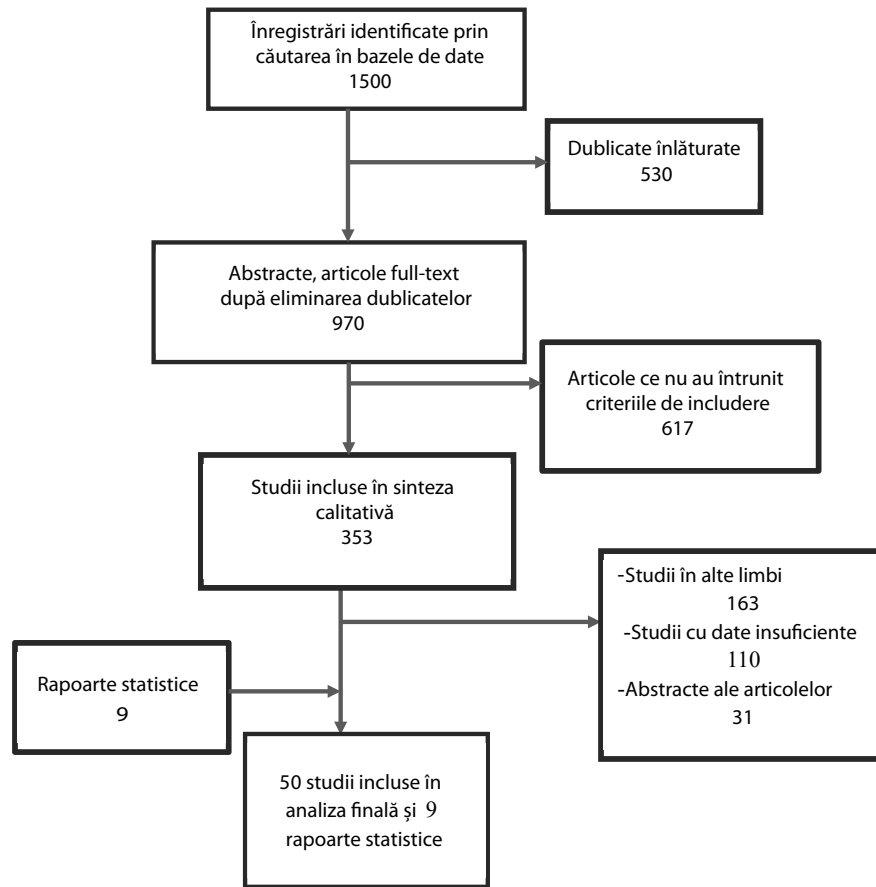 Înregistrări identificate prin
căutarea în bazele de date
1500
Dublicate înlăturate
530
Abstracte, articole full-text
după eliminarea dublicatelor
970
Articole ce nu au întrunit
criteriile de includere
617
Studii incluse în sinteza
calitativă
353
-Studii în alte limbi
163
-Studii cu date insuficiente
110
-Abstracte ale articolelor
31
Rapoarte statistice
9
50 studii incluse în
analiza finală și 9
rapoarte statistice